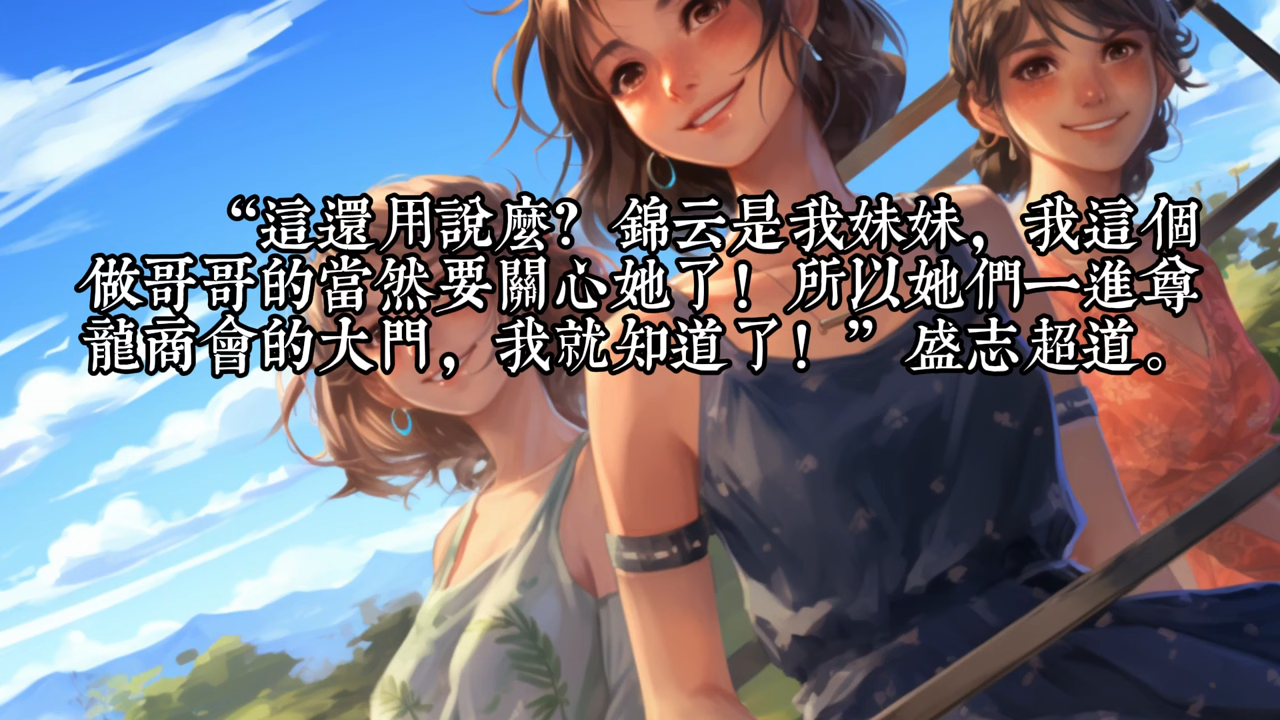 “這還用說麼？錦云是我妹妹，我這個
做哥哥的當然要關心她了！所以她們一進尊
龍商會的大門，我就知道了！”盛志超道。